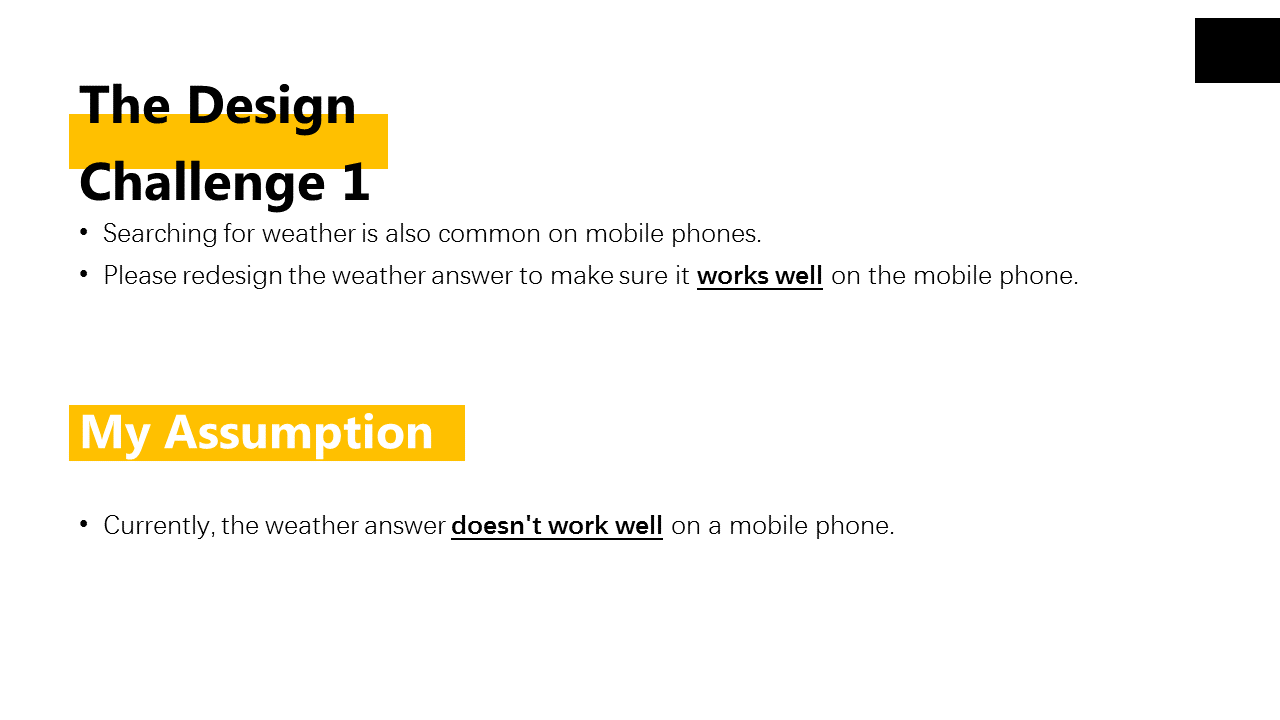 The Design
Challenge 1
• Searching for weather is also common on mobile phones.
• Please redesign the weather answer to make sure it works well on the mobile phone.
My Assumption
• Currently, the weather answer doesn't work well on a mobile phone.